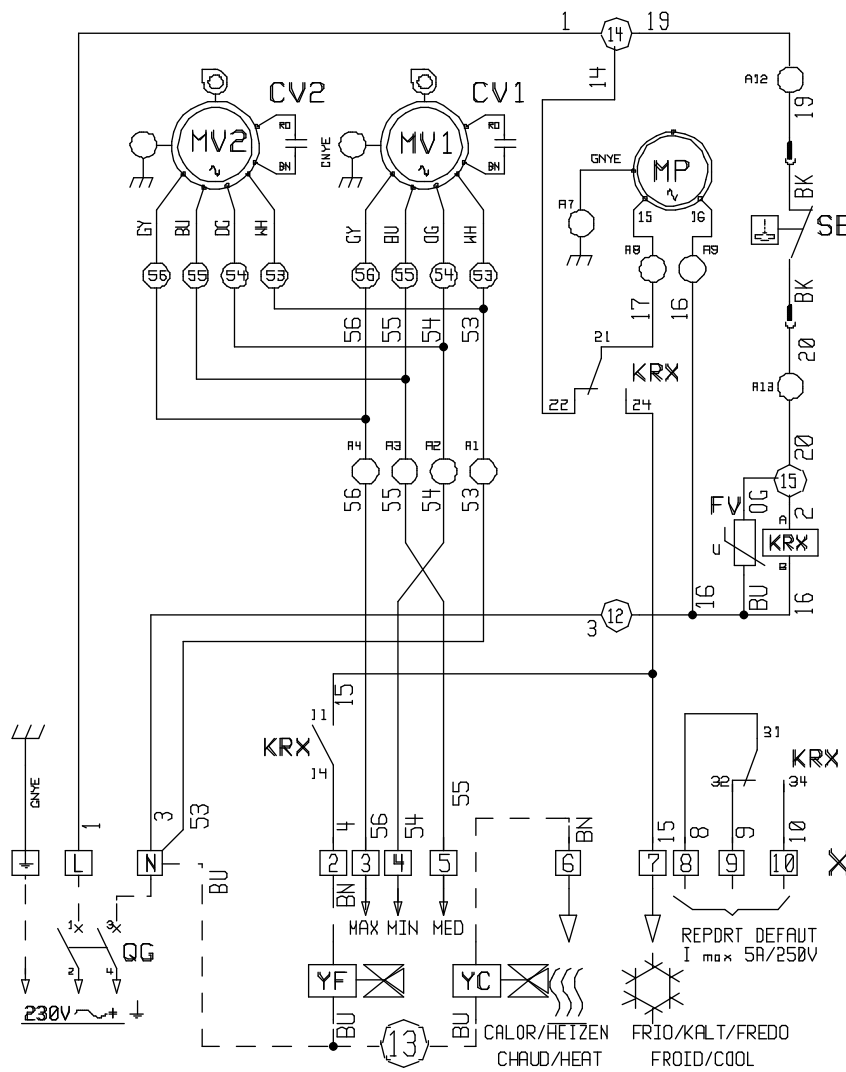 1
14
19
14
A12
19
BK
CV2
CV1
MV2
MV1
RD
BN
RD
BN
GNYE
GNYE
MP
15
16
A7
A8
A9
SE
BK
GY
BU
OG
WH
GY
BU
OG
WH
56
55
54
53
56
55
54
53
56
55
54
53
17
16
20
21
22
KRX
24
A13
20
A4
A3
A2
A1
56
55
54
53
15
FV
OG
2
A
U
KRX
B
16
BU
16
12
3
15
11
KRX
14
31
KRX
32
34
GNYE
1
3
53
4
56
54
55
BN
15
8
9
10
L
N
2
3
4
5
6
7
8
9
10
X
BU
BN
MAX
MIN
MED
1
3
QG
2
4
REPORT DEFAUT
I max 5A/250V
YF
YC
230V
BU
BU
13
CALOR/HEIZEN
CHAUD/HEAT
FRIO/KALT/FREDO
FROID/COOL